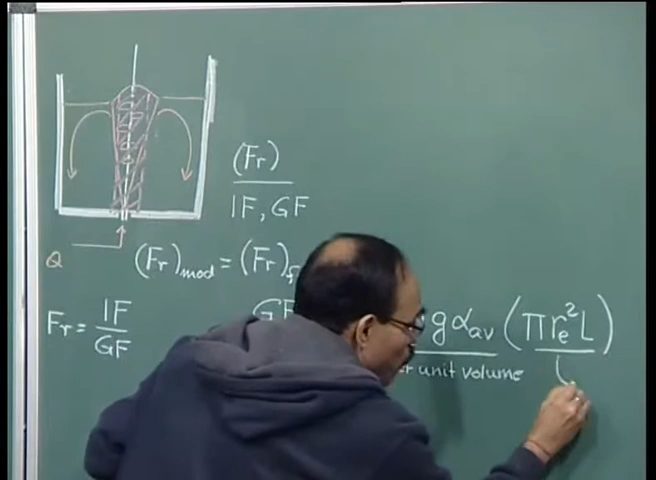 (Fr)
IF, GF
Q
(Fr)mod = (Fr)
Fr = IF
GF
GF
g αav (π re² L)
unit volume